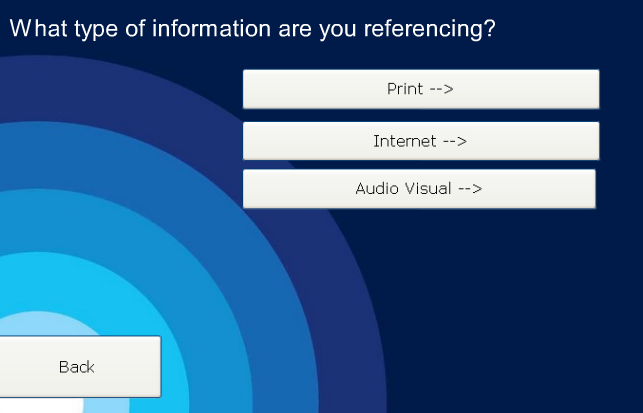 What type of information are you referencing?
Print -->
Internet -->
Audio Visual -->
Back